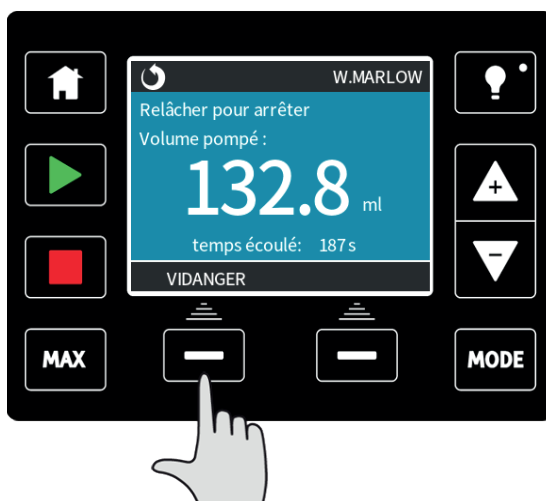 W.MARLOW
Relâcher pour arrêter
Volume pompé :
132.8 ml
temps écoulé: 187 s
VIDANGER
MAX
MODE